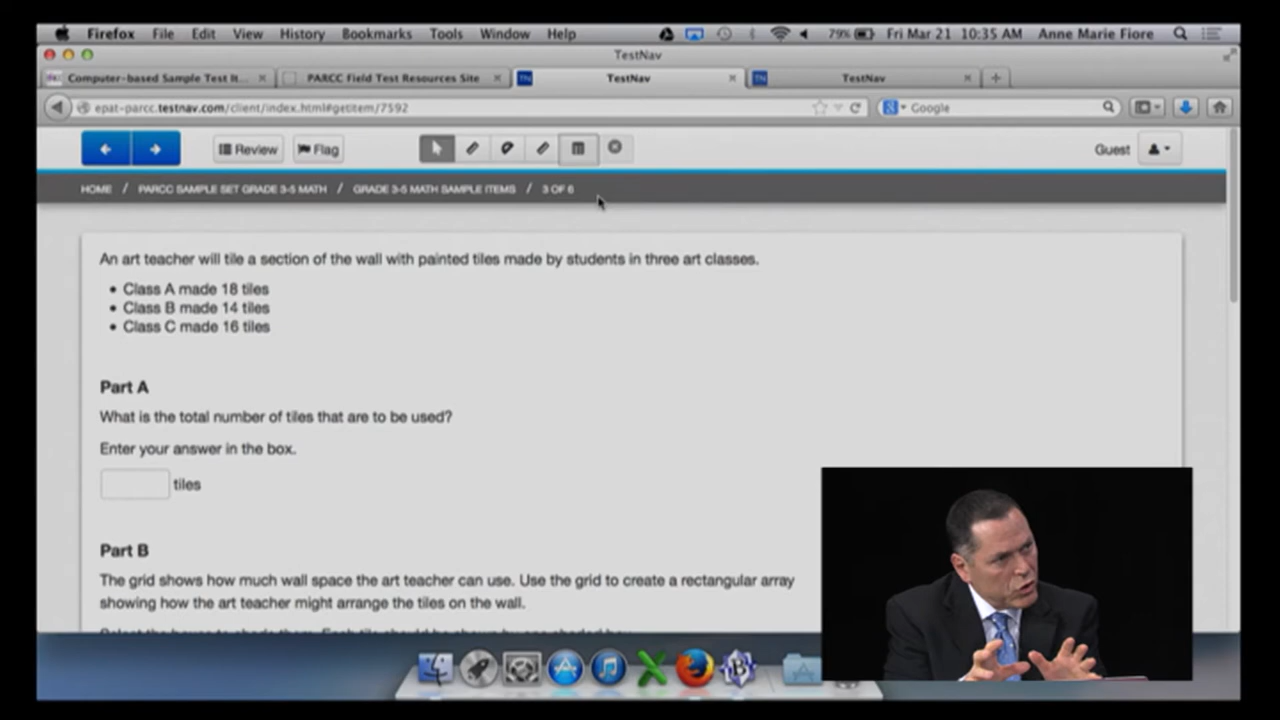 Firefox File Edit View History Bookmarks Tools Window Help 79% Fri Mar 21 10:35 AM Anne Marie Fiore
TestNav
Computer-based Sample Test It... PARCC Field Test Resources Site TN TestNav TN TestNav
epat-parcc.testnav.com/client/index.html#getitem/7592 Google
Review Flag Guest
HOME / PARCC SAMPLE SET GRADE 3-5 MATH / GRADE 3-5 MATH SAMPLE ITEMS / 3 OF 6
An art teacher will tile a section of the wall with painted tiles made by students in three art classes.
• Class A made 18 tiles
• Class B made 14 tiles
• Class C made 16 tiles
Part A
What is the total number of tiles that are to be used?
Enter your answer in the box.
tiles
Part B
The grid shows how much wall space the art teacher can use. Use the grid to create a rectangular array
showing how the art teacher might arrange the tiles on the wall.